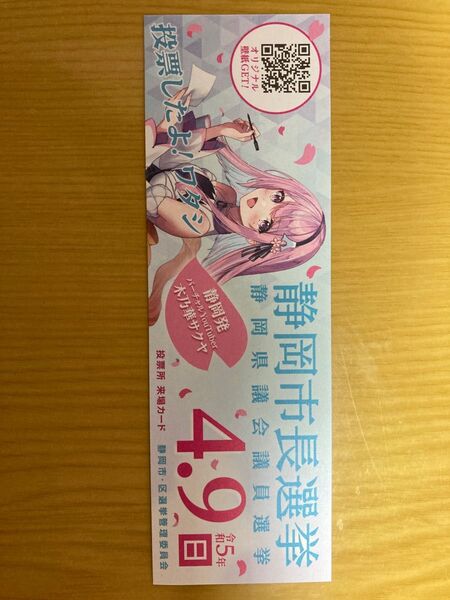 オリジナル
壁紙GET!
投票したよ！ワタシ
静岡発
バーチャルYouTuber
木乃華サクヤ
静岡市長選挙
静岡県議会議員選挙
令和5年
4.9日
投票所 来場カード 静岡市・区選挙管理委員会